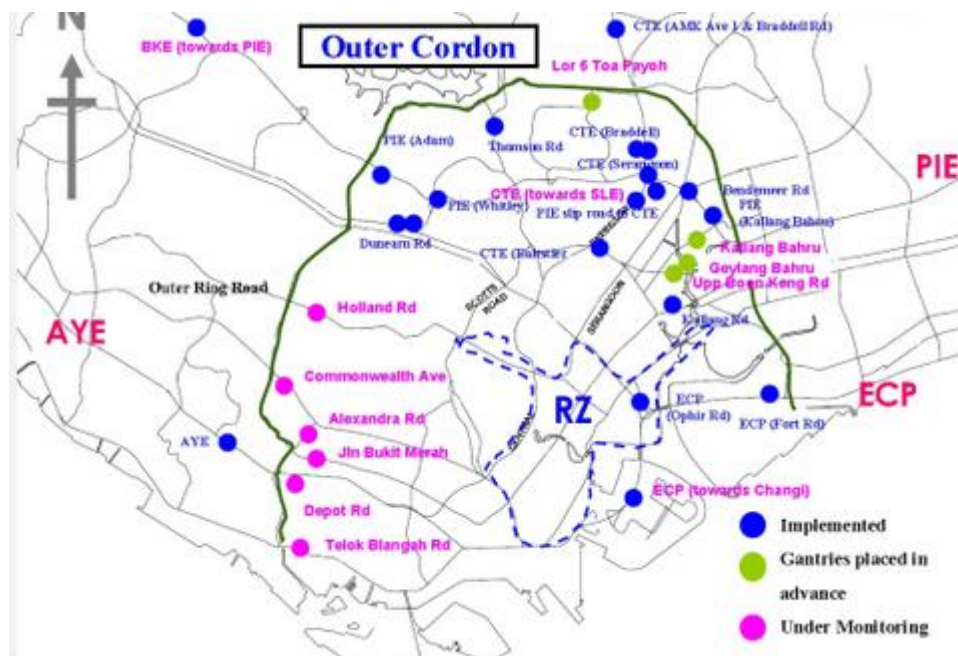 N
BKE (towards PIE)
Outer Cordon
CTE (AMK Ave 1 & Braddell Rd)
Lor 6 Toa Payoh
PIE (Adam)
Thomson Rd
CTE (Braddell)
CTE (Serangoon)
PIE
CTE (towards SLE)
Bendemeer Rd
PIE (Whitley)
PIE slip road to CTE
PIE
(Kallang Bahru)
Dunearn Rd
CTE (Balestier)
Kallang Bahru
Geylang Bahru
Upp Boon Keng Rd
Outer Ring Road
SCOTTS
ROAD
SERANGOON
Holland Rd
Kallang Rd
AYE
Commonwealth Ave
ECP
RZ
ECP
(Ophir Rd)
ECP (Fort Rd)
Alexandra Rd
CENTRAL
AYE
Jln Bukit Merah
Depot Rd
ECP (towards Changi)
Telok Blangah Rd
Implemented
Gantries placed in
advance
Under Monitoring